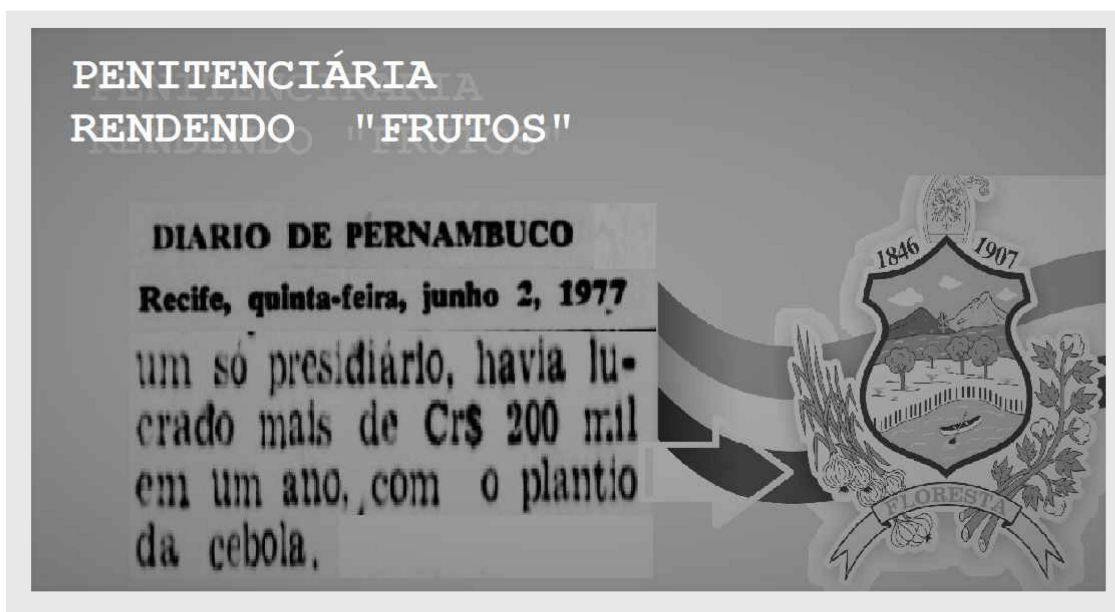 PENITENCIÁRIA
RENDENDO "FRUTOS"
DIARIO DE PERNAMBUCO
Recife, quinta-feira, junho 2, 1977
um só presidiário, havia lu-
crado mais de Cr$ 200 mil
em um ano, com o plantio
da cebola.
1846 1907
FLORESTA